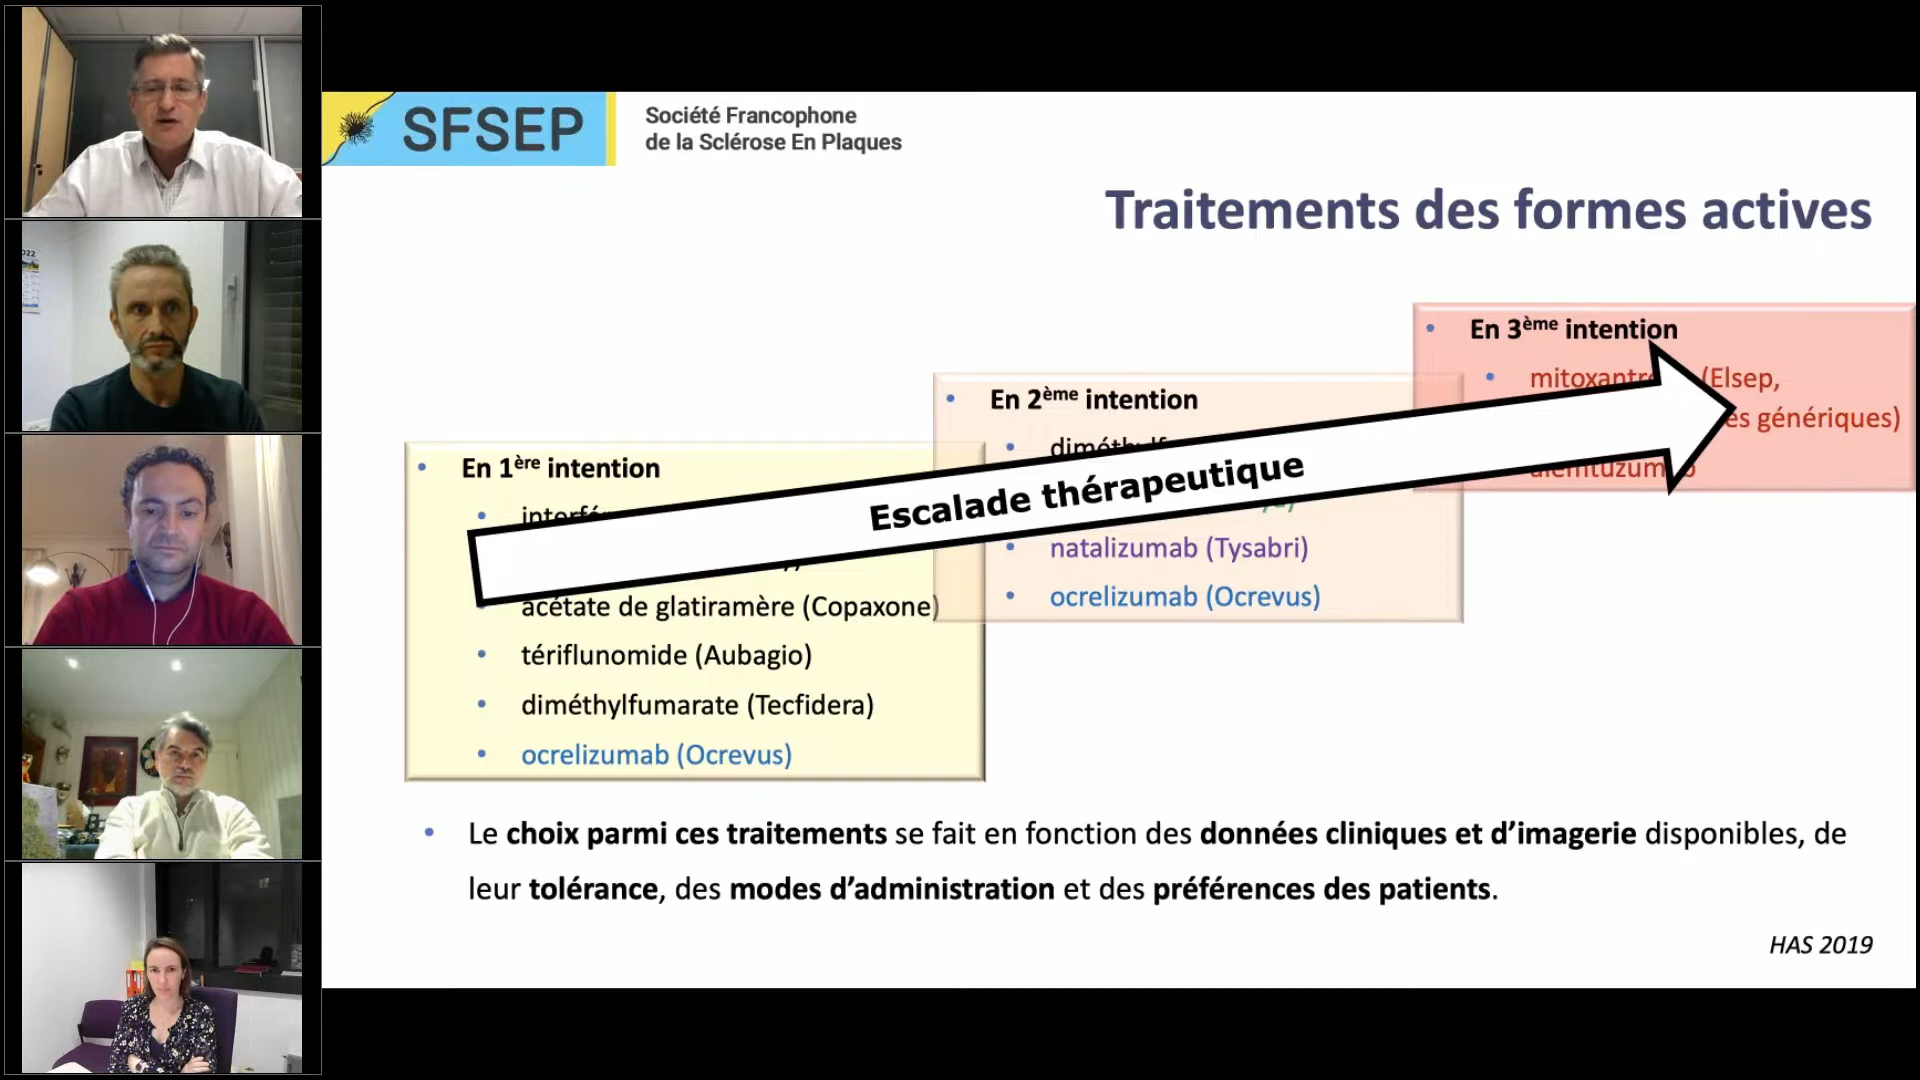 SFSEP
Société Francophone
de la Sclérose En Plaques
Traitements des formes actives
En 3ème intention
(Elsep,
génériques)
En 2ème intention
natalizumab (Tysabri)
ocrelizumab (Ocrevus)
En 1ère intention
acétate de glatiramère (Copaxone)
tériflunomide (Aubagio)
diméthylfumarate (Tecfidera)
ocrelizumab (Ocrevus)
Escalade thérapeutique
Le choix parmi ces traitements se fait en fonction des données cliniques et d’imagerie disponibles, de
leur tolérance, des modes d’administration et des préférences des patients.
HAS 2019